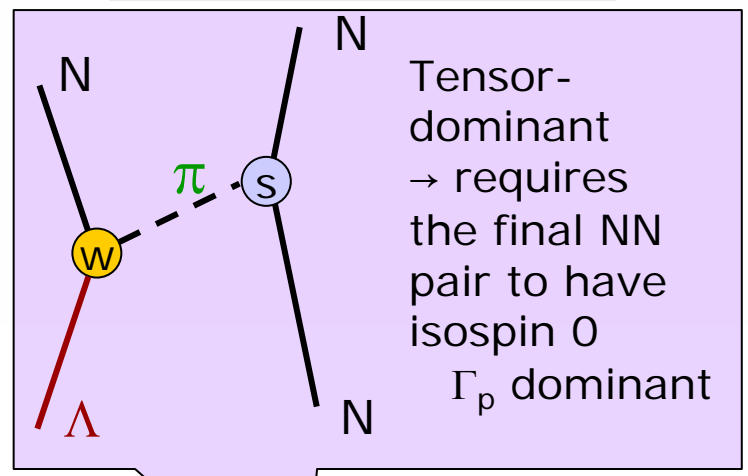 N
N
π
s
w
Λ
N
Tensor-
dominant
→ requires
the final NN
pair to have
isospin 0
Γp dominant